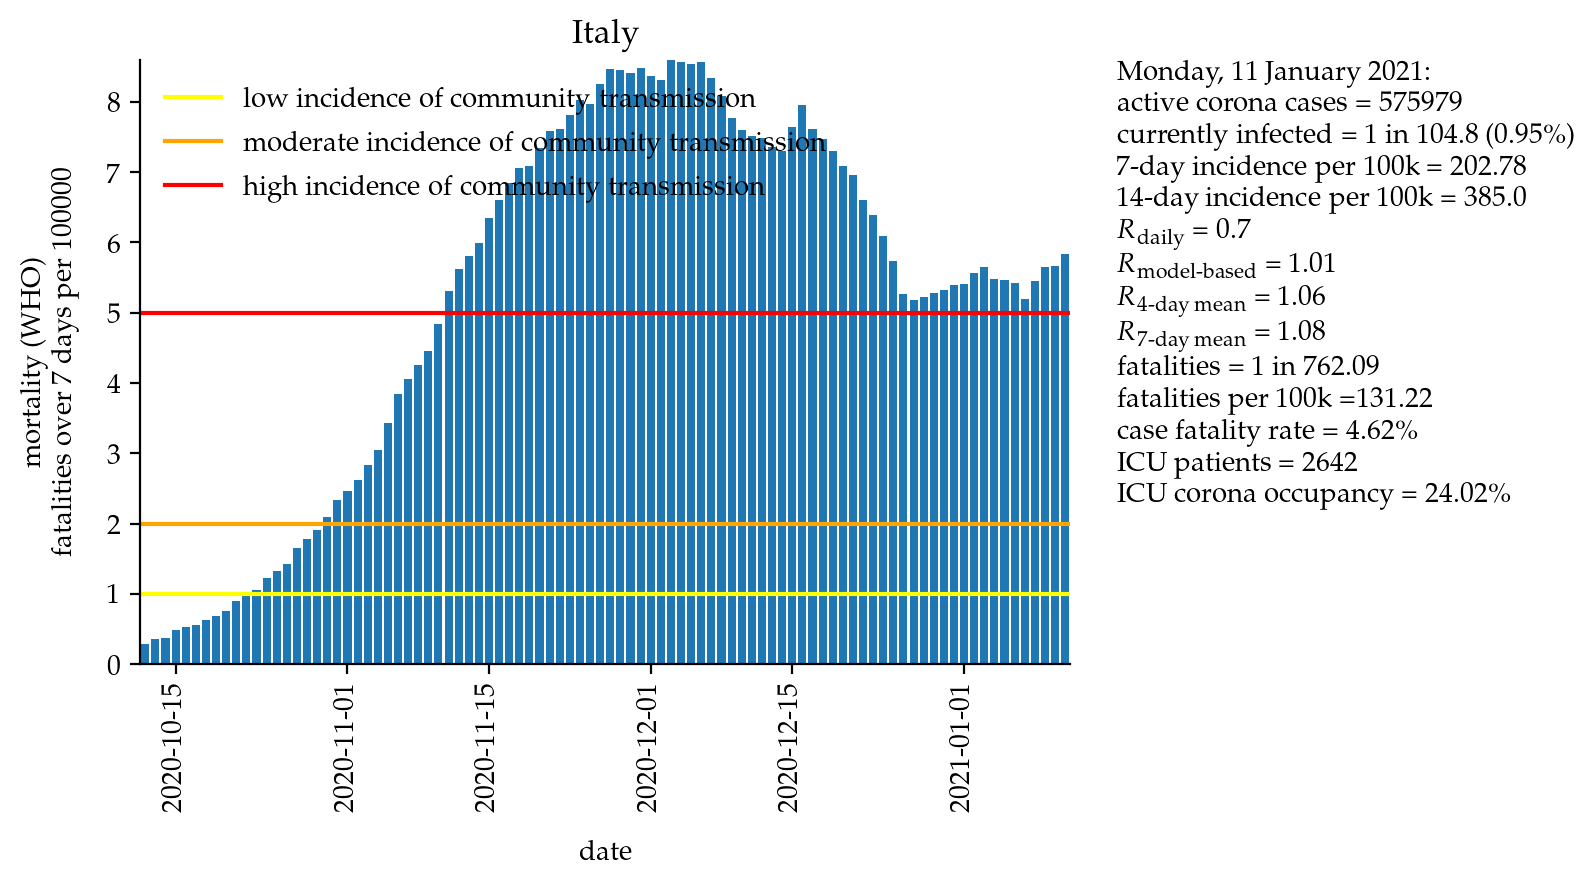 Italy
mortality (WHO)
fatalities over 7 days per 100000
8
7
6
5
4
3
2
1
0
low incidence of community transmission
moderate incidence of community transmission
high incidence of community transmission
2020-10-15
2020-11-01
2020-11-15
2020-12-01
2020-12-15
2021-01-01
date
Monday, 11 January 2021:
active corona cases = 575979
currently infected = 1 in 104.8 (0.95%)
7-day incidence per 100k = 202.78
14-day incidence per 100k = 385.0
R daily = 0.7
R model-based = 1.01
R 4-day mean = 1.06
R 7-day mean = 1.08
fatalities = 1 in 762.09
fatalities per 100k =131.22
case fatality rate = 4.62%
ICU patients = 2642
ICU corona occupancy = 24.02%